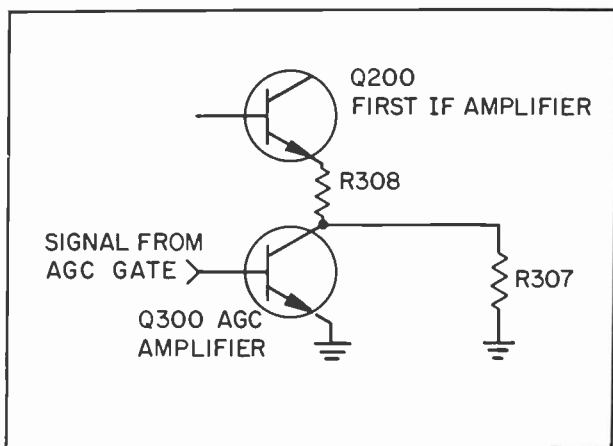 Q200
FIRST IF AMPLIFIER
R308
SIGNAL FROM
AGC GATE
R307
Q300 AGC
AMPLIFIER